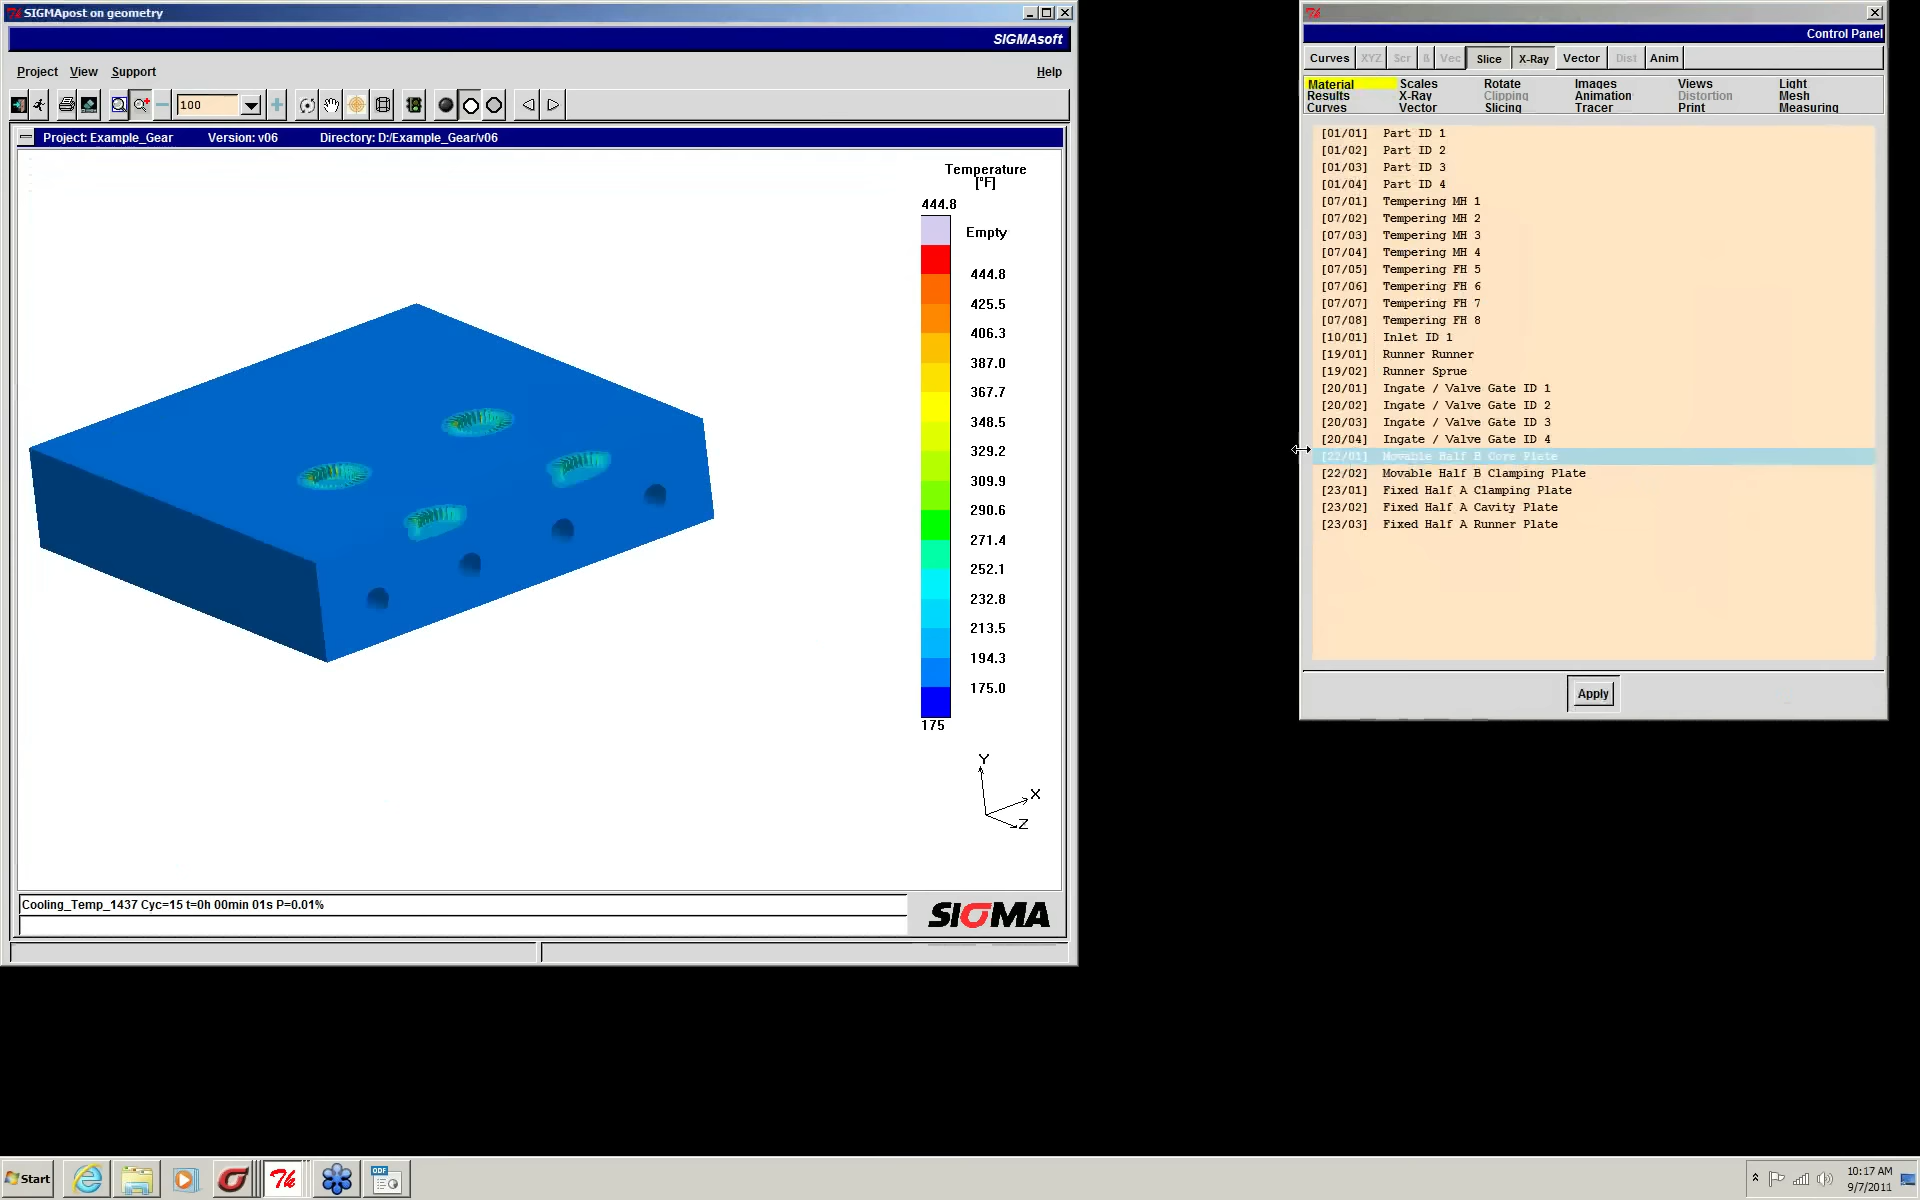 SIGMApost on geometry
SIGMAsoft
Project View Support Help
100
Project: Example_Gear Version: v06 Directory: D:/Example_Gear/v06
Temperature
[°F]
444.8
Empty
444.8
425.5
406.3
387.0
367.7
348.5
329.2
309.9
290.6
271.4
252.1
232.8
213.5
194.3
175.0
175
Y
X
Z
Cooling_Temp_1437 Cyc=15 t=0h 00min 01s P=0.01%
SIGMA
Control Panel
Curves XYZ Scr Vec Slice X-Ray Vector Dist Anim
Material Scales Rotate Images Views Light
Results X-Ray Clipping Animation Distortion Mesh
Curves Vector Slicing Tracer Print Measuring
[01/01] Part ID 1
[01/02] Part ID 2
[01/03] Part ID 3
[01/04] Part ID 4
[07/01] Tempering MH 1
[07/02] Tempering MH 2
[07/03] Tempering MH 3
[07/04] Tempering MH 4
[07/05] Tempering FH 5
[07/06] Tempering FH 6
[07/07] Tempering FH 7
[07/08] Tempering FH 8
[10/01] Inlet ID 1
[19/01] Runner Runner
[19/02] Runner Sprue
[20/01] Ingate / Valve Gate ID 1
[20/02] Ingate / Valve Gate ID 2
[20/03] Ingate / Valve Gate ID 3
[20/04] Ingate / Valve Gate ID 4
[22/01] Movable Half B Core Plate
[22/02] Movable Half B Clamping Plate
[23/01] Fixed Half A Clamping Plate
[23/02] Fixed Half A Cavity Plate
[23/03] Fixed Half A Runner Plate
Apply
Start
ODF
10:17 AM
9/7/2011